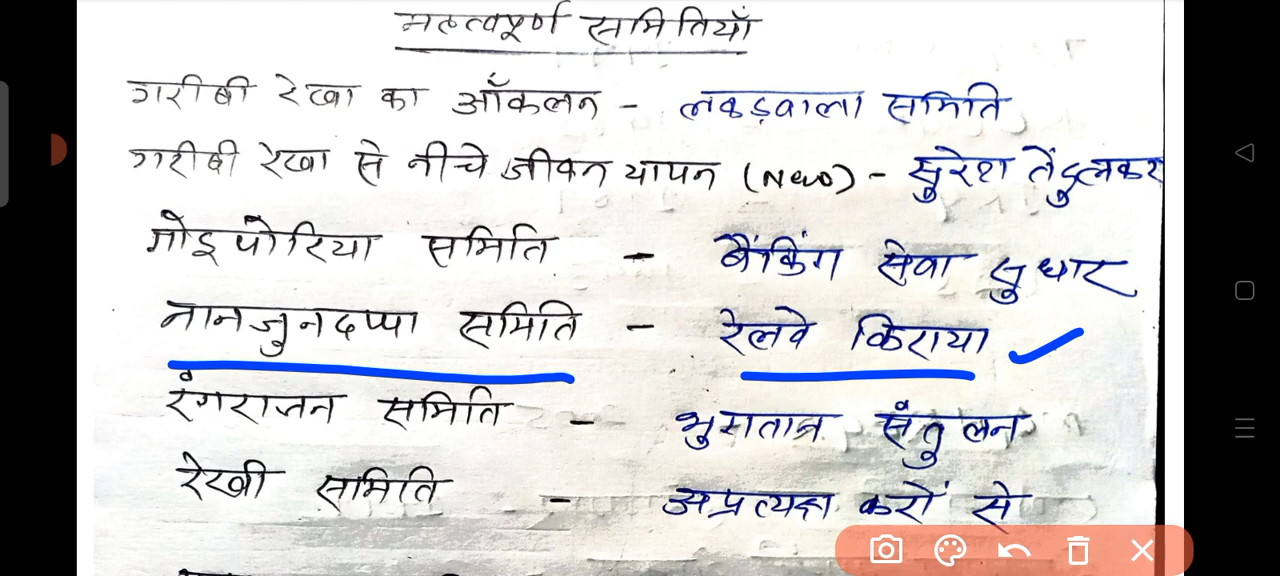 महत्वपूर्ण समितियाँ
गरीबी रेखा का आँकलन - लकड़वाला समिति
गरीबी रेखा से नीचे जीवन यापन (New) - सुरेश तेंदुलकर
गोइपोरिया समिति - बैंकिंग सेवा सुधार
नानजुनदप्पा समिति - रेलवे किराया
रंगराजन समिति - भुगतान संतुलन
रेखी समिति - अप्रत्यक्ष करों से